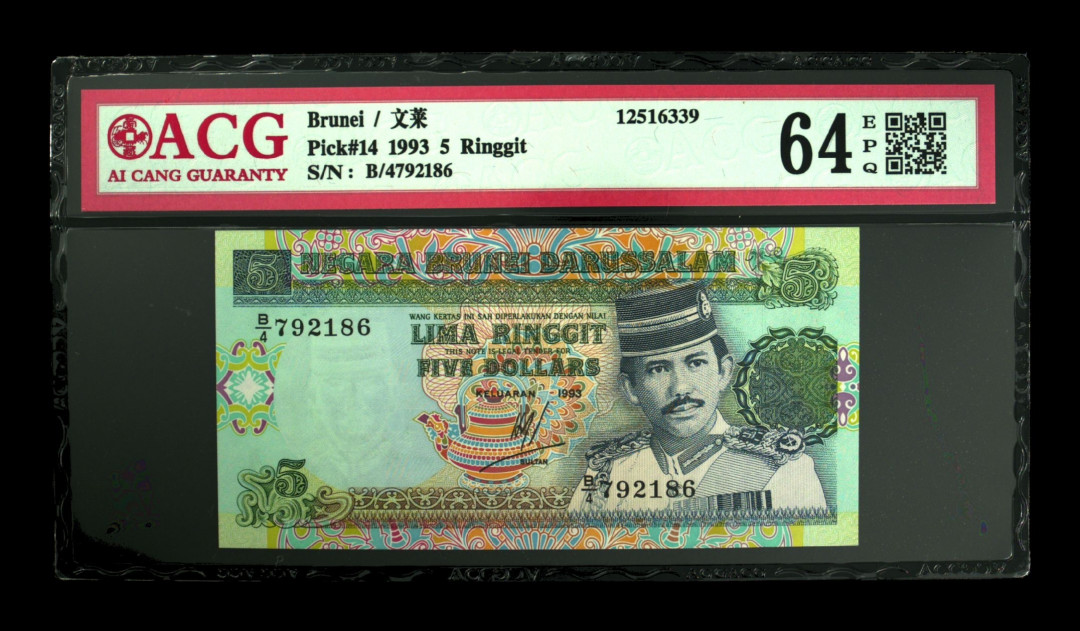 ACG
AI CANG GUARANTY
Brunei / 文莱
Pick#14 1993 5 Ringgit
S/N: B/4792186
12516339
64
EPQ
5
NEGARA BRUNEI DARUSSALAM
5
B/4 792186
WANG KERTAS INI SAH DIPERLAKUKAN DENGAN NILAI
LIMA RINGGIT
THIS NOTE IS LEGAL TENDER FOR
FIVE DOLLARS
KELUARAN 1993
SULTAN
5
B/4 792186